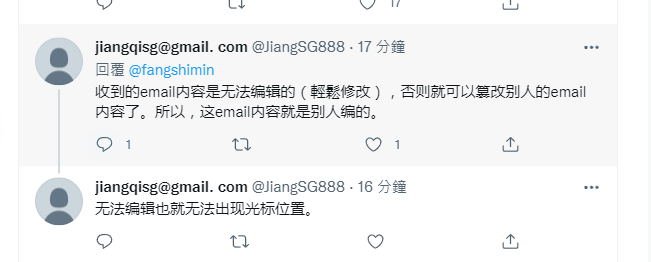 17
jiangqisg@gmail. com @JiangSG888 · 17 分鐘
回覆 @fangshimin
收到的email内容是无法编辑的（輕鬆修改），否则就可以篡改别人的email
内容了。所以，这email内容就是别人编的。
1
1
jiangqisg@gmail. com @JiangSG888 · 16 分鐘
无法编辑也就无法出现光标位置。